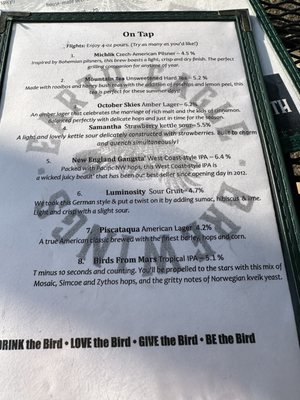 On Tap
Flights: Enjoy 4 oz pours. (Try as many as you'd like!)
1.
Michlik Czech-American Pilsner – 4.5 %
Inspired by Bohemian pilsners, this brew boasts a light, crisp and dry finish. The perfect
grilling companion for anytime of year.
2.
Mountain Tea Unsweetened Hard Tea – 5.2 %
Made with rooibos and honey bush teas with the addition of fresh mint and lemon peel, this
tea is perfect for these summer days!
October Skies Amber Lager – 6.2%
An amber lager that celebrates the marriage of rich malt and the kiss of cinnamon.
Balanced perfectly with delicate hops and just in time for the
Samantha Strawberry kettle sour – 5.5%
A light and lovely kettle sour delicately constructed with strawberries. Built to charm
and quench simultaneously!
5.
New England Gangsta' West Coast-style IPA – 6.4 %
Packed with Pacific NW hops, this West Coast-style IPA is
a wicked juicy beaut' that has been our best seller since opening day in 2012.
6.
Luminosity Sour Grut – 4.7%
We took this German style & put a twist on it by adding sumac, hibiscus & lime.
Light and crisp with a slight sour.
7.
Piscataqua American Lager 4.2%
A true American classic brewed with the finest barley, hops and corn.
8.
Birds From Mars Tropical IPA – 5.1 %
T minus 10 seconds and counting. You'll be propelled to the stars with this mix of
Mosaic, Simcoe and Zythos hops, and the gritty notes of Norwegian kveik yeast.
DRINK the Bird • LOVE the Bird • GIVE the Bird • BE the Bird
EARTH EAGLE
BREWINGS